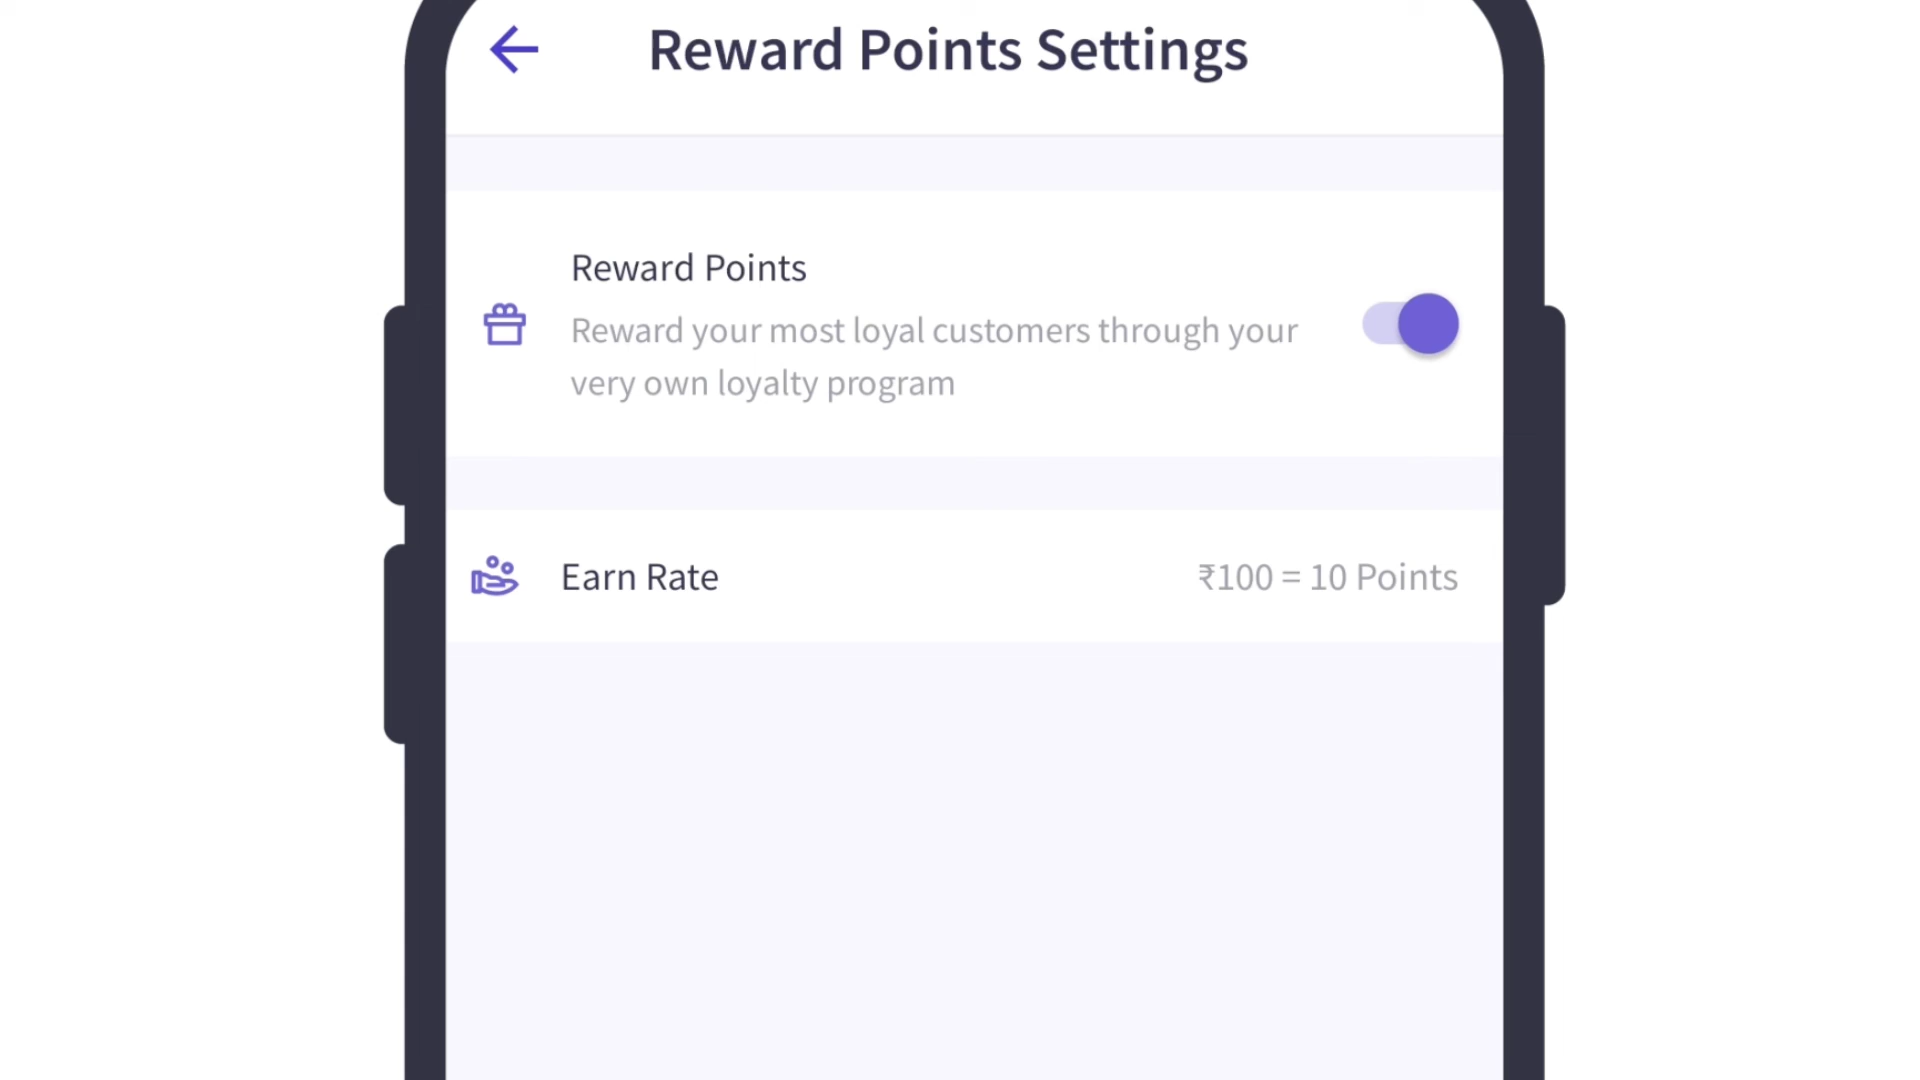 Reward Points Settings
Reward Points
Reward your most loyal customers through your
very own loyalty program
Earn Rate
₹100 = 10 Points